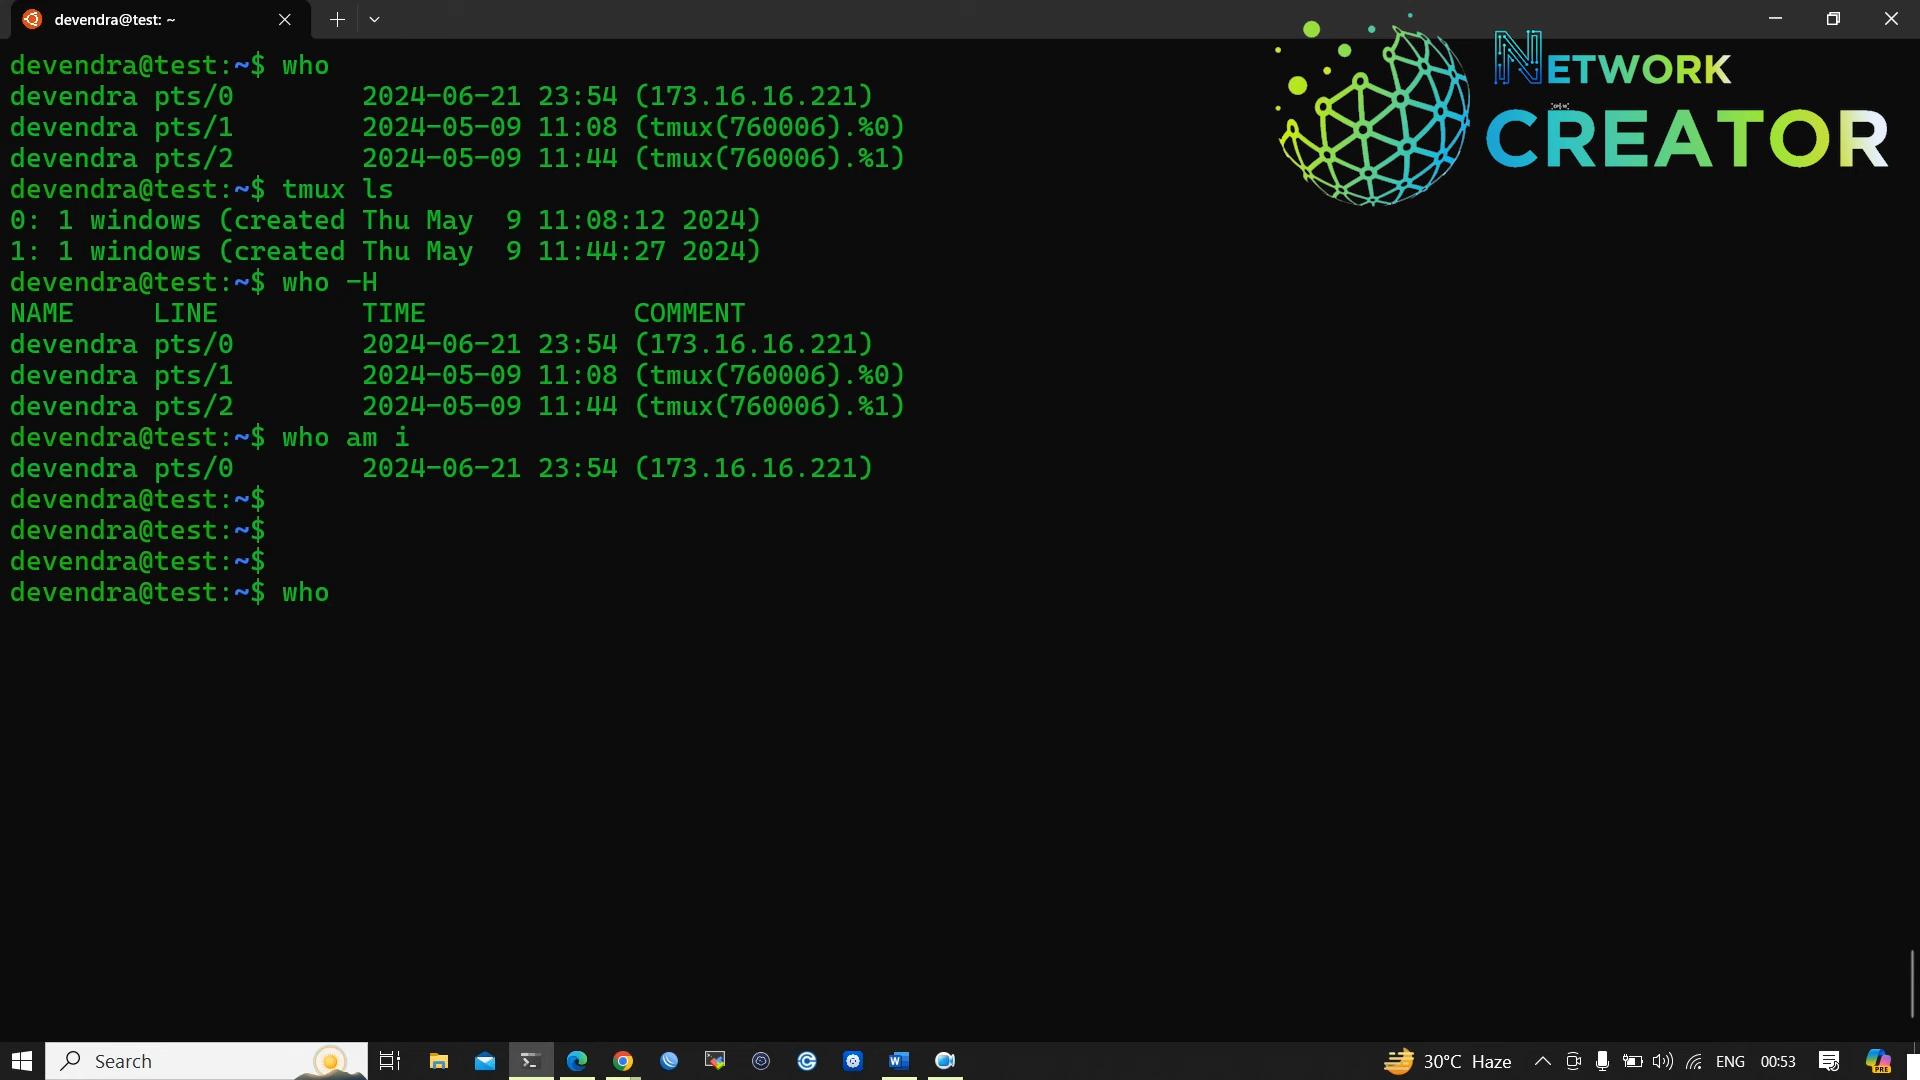 devendra@test: ~
NETWORK
CREATOR
devendra@test:~$ who
devendra pts/0        2024-06-21 23:54 (173.16.16.221)
devendra pts/1        2024-05-09 11:08 (tmux(760006).%0)
devendra pts/2        2024-05-09 11:44 (tmux(760006).%1)
devendra@test:~$ tmux ls
0: 1 windows (created Thu May  9 11:08:12 2024)
1: 1 windows (created Thu May  9 11:44:27 2024)
devendra@test:~$ who -H
NAME     LINE         TIME             COMMENT
devendra pts/0        2024-06-21 23:54 (173.16.16.221)
devendra pts/1        2024-05-09 11:08 (tmux(760006).%0)
devendra pts/2        2024-05-09 11:44 (tmux(760006).%1)
devendra@test:~$ who am i
devendra pts/0        2024-06-21 23:54 (173.16.16.221)
devendra@test:~$
devendra@test:~$
devendra@test:~$
devendra@test:~$ who
Search
30°C Haze
ENG
00:53
PRE